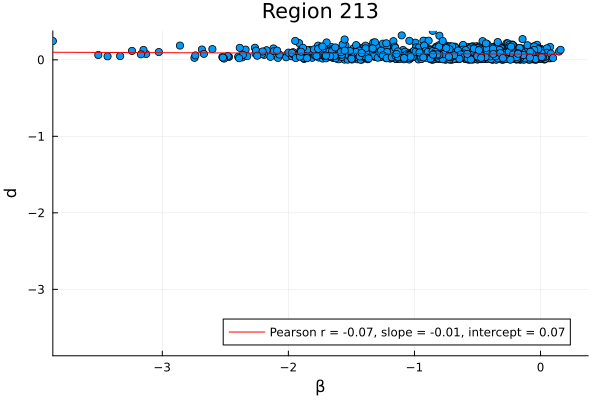 Region 213
d
0
−1
−2
−3
Pearson r = -0.07, slope = -0.01, intercept = 0.07
−3 −2 −1 0
β